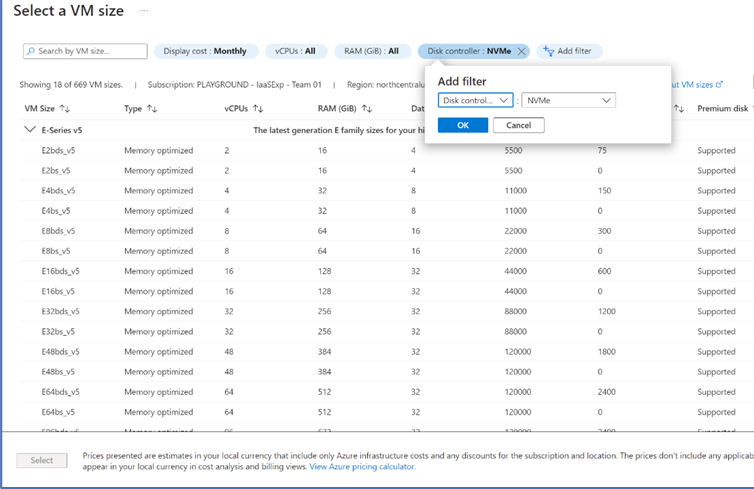 Select a VM size ...
Search by VM size... Display cost : Monthly vCPUs : All RAM (GiB) : All Disk controller : NVMe Add filter
Add filter
Disk control... : NVMe
OK Cancel
Showing 18 of 669 VM sizes. | Subscription: PLAYGROUND - IaaSExp - Team 01 | Region: northcentralu ut VM sizes
VM Size Type vCPUs RAM (GiB) Dat Premium disk
E-Series v5 The latest generation E family sizes for your hi
E2bds_v5 Memory optimized 2 16 4 5500 75 Supported
E2bs_v5 Memory optimized 2 16 4 5500 0 Supported
E4bds_v5 Memory optimized 4 32 8 11000 150 Supported
E4bs_v5 Memory optimized 4 32 8 11000 0 Supported
E8bds_v5 Memory optimized 8 64 16 22000 300 Supported
E8bs_v5 Memory optimized 8 64 16 22000 0 Supported
E16bds_v5 Memory optimized 16 128 32 44000 600 Supported
E16bs_v5 Memory optimized 16 128 32 44000 0 Supported
E32bds_v5 Memory optimized 32 256 32 88000 1200 Supported
E32bs_v5 Memory optimized 32 256 32 88000 0 Supported
E48bds_v5 Memory optimized 48 384 32 120000 1800 Supported
E48bs_v5 Memory optimized 48 384 32 120000 0 Supported
E64bds_v5 Memory optimized 64 512 32 120000 2400 Supported
E64bs_v5 Memory optimized 64 512 32 120000 0 Supported
Select
Prices presented are estimates in your local currency that include only Azure infrastructure costs and any discounts for the subscription and location. The prices don't include any applicab
appear in your local currency in cost analysis and billing views. View Azure pricing calculator.